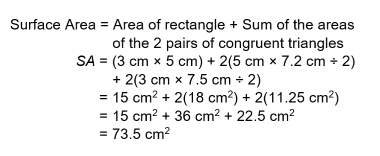 Surface Area = Area of rectangle + Sum of the areas
of the 2 pairs of congruent triangles
SA = (3 cm × 5 cm) + 2(5 cm × 7.2 cm ÷ 2)
+ 2(3 cm × 7.5 cm ÷ 2)
= 15 cm² + 2(18 cm²) + 2(11.25 cm²)
= 15 cm² + 36 cm² + 22.5 cm²
= 73.5 cm²